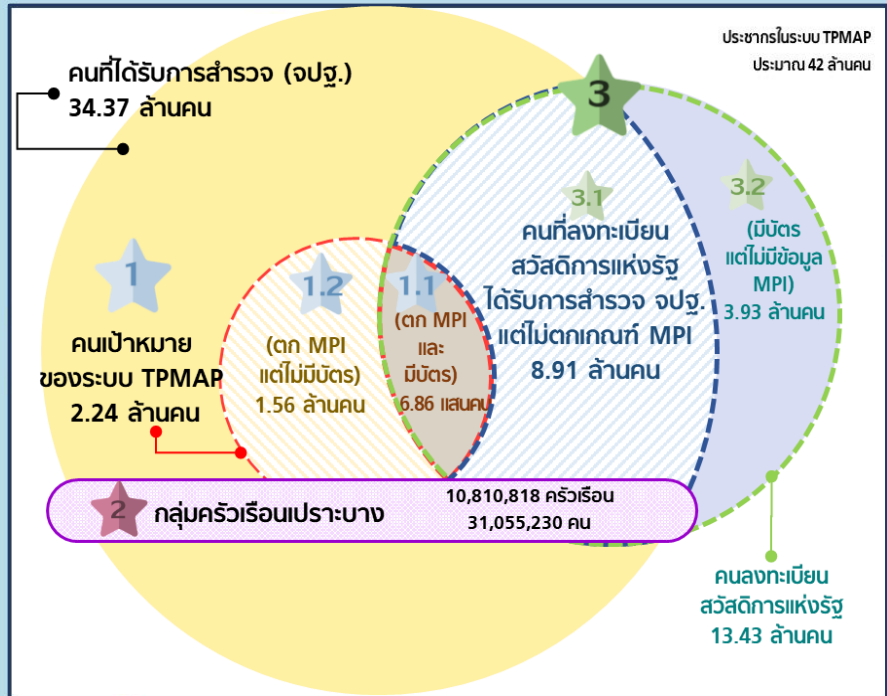 ประชากรในระบบ TPMAP
ประมาณ 42 ล้านคน
คนที่ได้รับการสำรวจ (จปฐ.)
34.37 ล้านคน
3
3.1
คนที่ลงทะเบียน
สวัสดิการแห่งรัฐ
ได้รับการสำรวจ จปฐ.
แต่ไม่ตกเกณฑ์ MPI
8.91 ล้านคน
3.2
(มีบัตร
แต่ไม่มีข้อมูล
MPI)
3.93 ล้านคน
1
คนเป้าหมาย
ของระบบ TPMAP
2.24 ล้านคน
1.2
(ตก MPI
แต่ไม่มีบัตร)
1.56 ล้านคน
1.1
(ตก MPI
และ
มีบัตร)
6.86 แสนคน
2
กลุ่มครัวเรือนเปราะบาง
10,810,818 ครัวเรือน
31,055,230 คน
คนลงทะเบียน
สวัสดิการแห่งรัฐ
13.43 ล้านคน